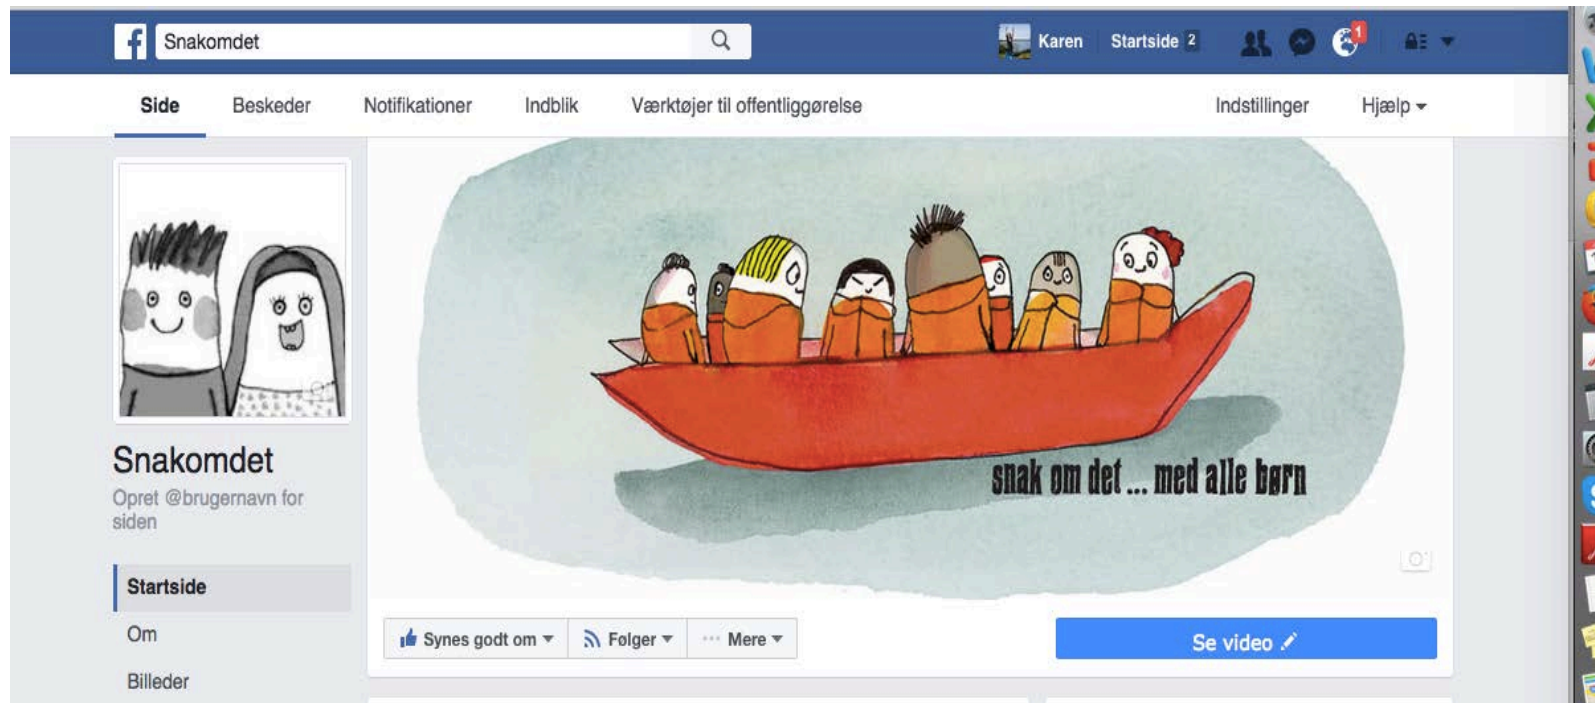 Snakomdet
Karen Startside 2
1
Side Beskeder Notifikationer Indblik Værktøjer til offentliggørelse Indstillinger Hjælp
snak om det ... med alle børn
Snakomdet
Opret @brugernavn for
siden
Startside
Om
Billeder
Synes godt om Følger Mere
Se video